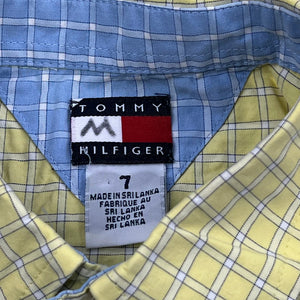 TOMMY
M
HILFIGER
7
MADE IN SRI LANKA
FABRIQUE AU
SRI LANKA
HECHO EN
SRI LANKA